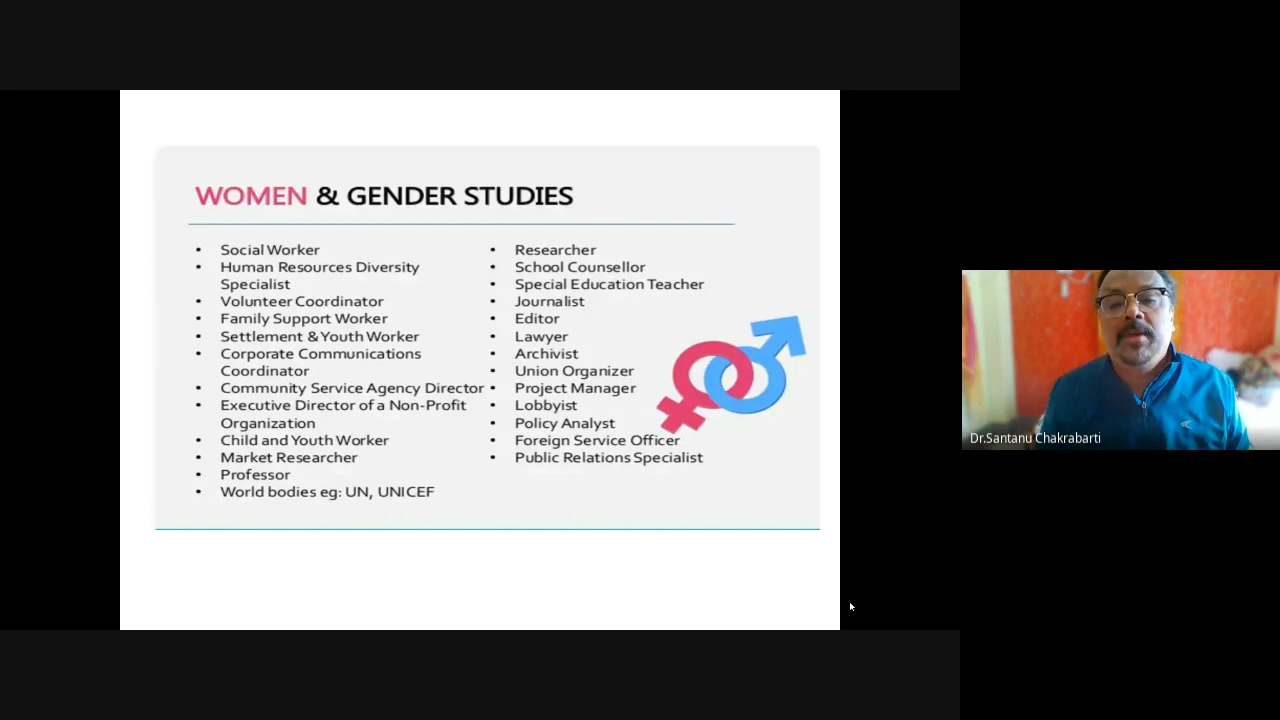 WOMEN & GENDER STUDIES
• Social Worker
• Human Resources Diversity
Specialist
• Volunteer Coordinator
• Family Support Worker
• Settlement & Youth Worker
• Corporate Communications
Coordinator
• Community Service Agency Director
• Executive Director of a Non-Profit
Organization
• Child and Youth Worker
• Market Researcher
• Professor
• World bodies eg: UN, UNICEF
• Researcher
• School Counsellor
• Special Education Teacher
• Journalist
• Editor
• Lawyer
• Archivist
• Union Organizer
• Project Manager
• Lobbyist
• Policy Analyst
• Foreign Service Officer
• Public Relations Specialist
Dr.Santanu Chakrabarti